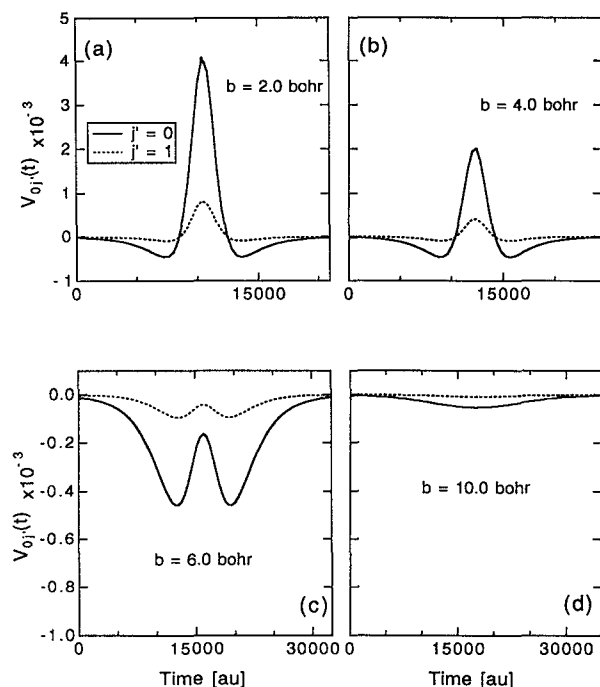 (a)
b = 2.0 bohr
j' = 0
j' = 1
V₀ⱼ'(t) x10⁻³
5
4
3
2
1
0
-1
0
15000
(b)
b = 4.0 bohr
0
15000
V₀ⱼ'(t) x10⁻³
0.0
-0.2
-0.4
-0.6
-0.8
-1.0
b = 6.0 bohr
(c)
0
15000
30000
Time [au]
b = 10.0 bohr
(d)
0
15000
30000
Time [au]